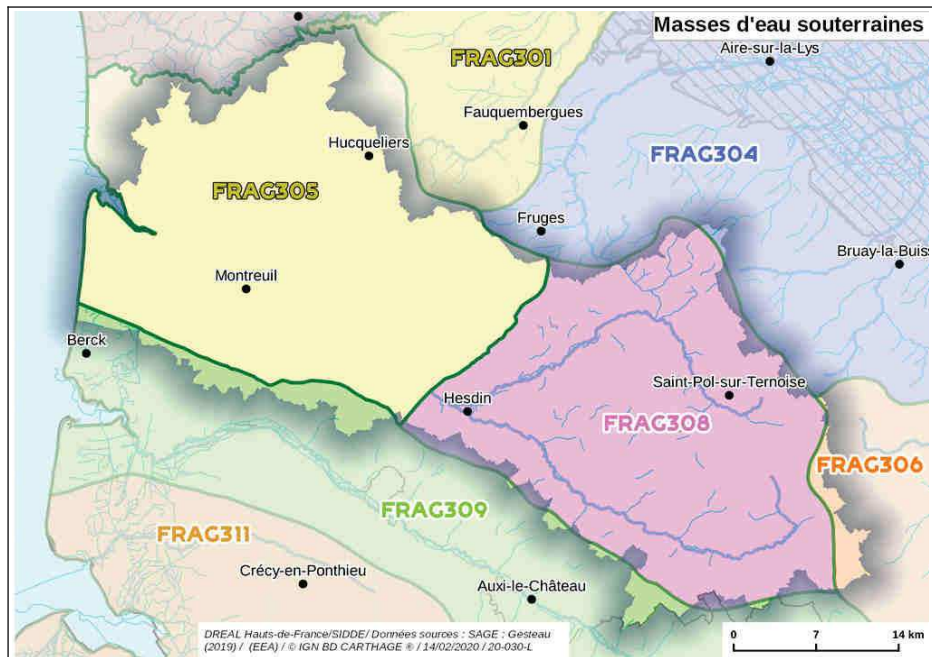 Masses d'eau souterraines
Aire-sur-la-Lys
FRAG301
Fauquembergues
Hucqueliers
FRAG304
FRAG305
Fruges
Bruay-la-Buiss
Montreuil
Berck
Saint-Pol-sur-Ternoise
Hesdin
FRAG308
FRAG306
FRAG309
FRAG311
Crécy-en-Ponthieu
Auxi-le-Château
DREAL Hauts-de-France/SIDDE/ Données sources : SAGE : Gesteau
(2019) / (EEA) / © IGN BD CARTHAGE ® / 14/02/2020 / 20-030-L
0 7 14 km